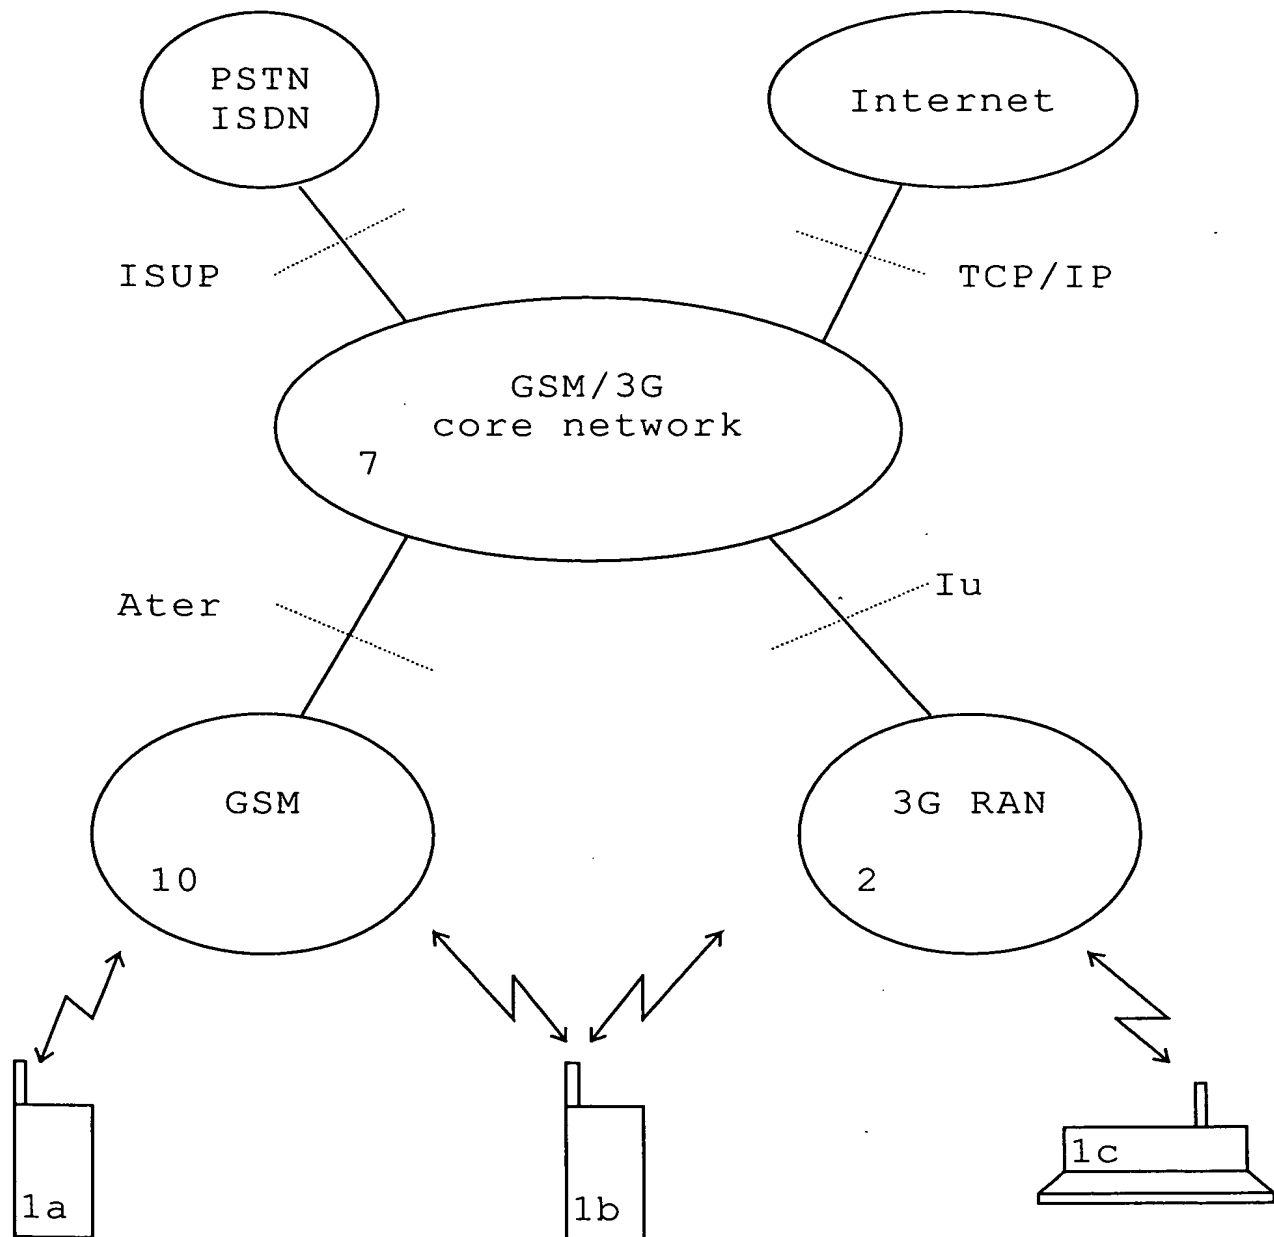 PSTN
ISDN
Internet
ISUP
TCP/IP
GSM/3G
core network
7
Ater
Iu
GSM
3G RAN
10
2
1a
1b
1c